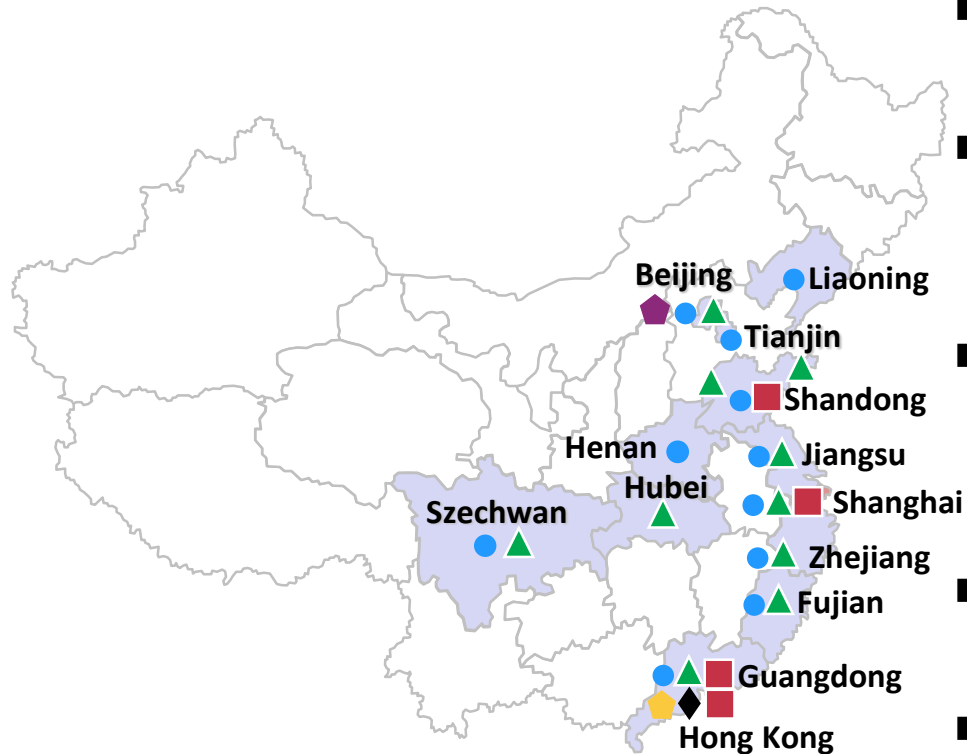 Beijing
Liaoning
Tianjin
Shandong
Henan
Jiangsu
Hubei
Shanghai
Szechwan
Zhejiang
Fujian
Guangdong
Hong Kong